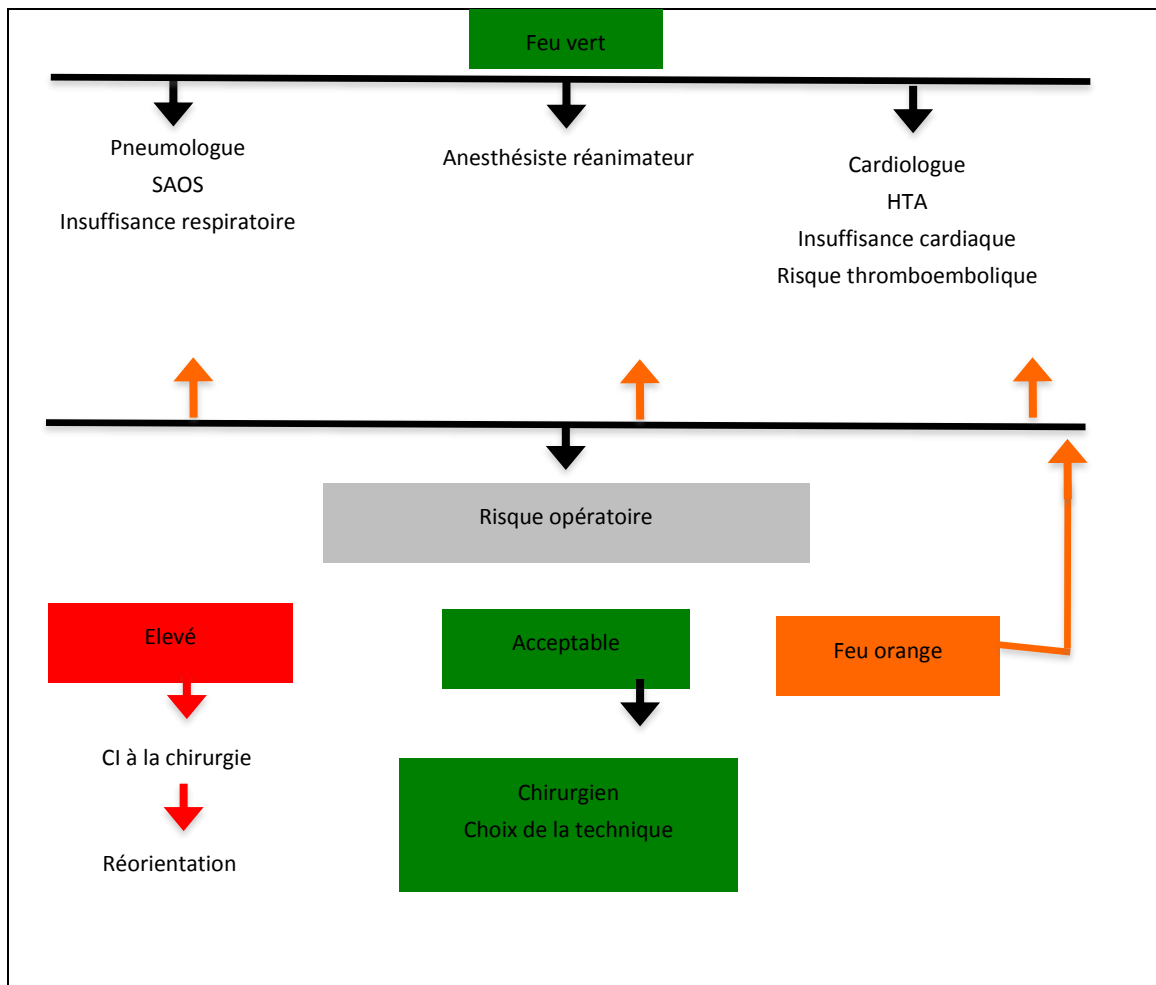 Feu vert
Pneumologue
SAOS
Insuffisance respiratoire
Anesthésiste réanimateur
Cardiologue
HTA
Insuffisance cardiaque
Risque thromboembolique
Risque opératoire
Elevé
Acceptable
Feu orange
CI à la chirurgie
Réorientation
Chirurgien
Choix de la technique